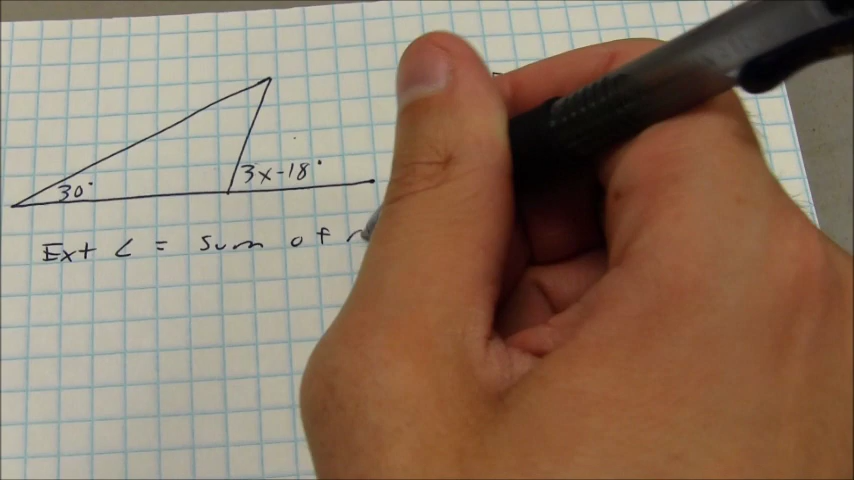 30°
3x-18°
Ext ∠ = sum of